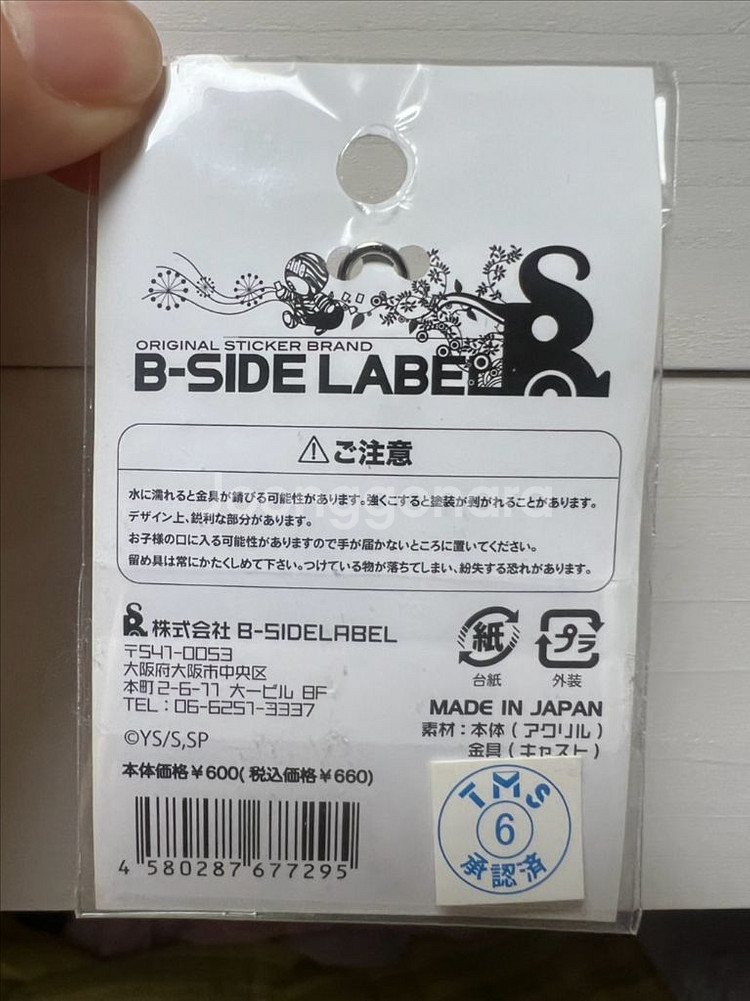 Side
ORIGINAL STICKER BRAND
B-SIDE LABEL
⚠ご注意
水に濡れると金具が錆びる可能性があります。強くこすると塗装が剥がれることがあります。
デザイン上、鋭利な部分があります。
お子様の口に入る可能性がありますので手が届かないところに置いてください。
留め具は常にかたくしめて下さい。つけている物が落ちてしまい、紛失する恐れがあります。
joonggonara
株式会社 B-SIDELABEL
〒541-0053
大阪府大阪市中央区
本町2-6-11 大一ビル 8F
TEL:06-6251-3337
©YS/S,SP
本体価格¥600(税込価格¥660)
4 580287 677295
紙 プラ
台紙 外装
MADE IN JAPAN
素材:本体(アクリル)
金具(キャスト)
TMS
6
承認済